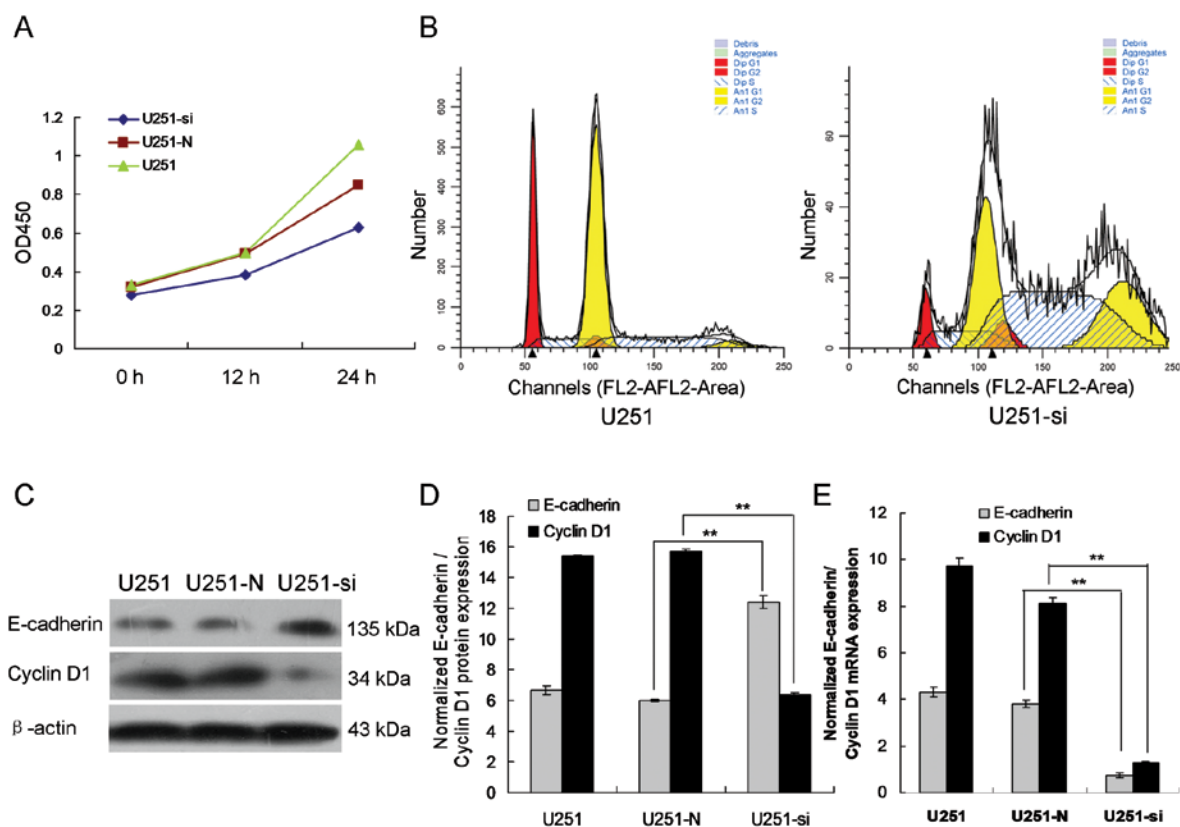 A
U251-si
U251-N
U251
OD450
1.2
1
0.8
0.6
0.4
0.2
0
0 h
12 h
24 h
B
Debris
Aggregates
Dip G1
Dip G2
Dip S
An1 G1
An1 G2
An1 S
Number
600
500
400
300
200
100
0
0
50
100
150
200
250
Channels (FL2-AFL2-Area)
U251
Debris
Aggregates
Dip G1
Dip G2
Dip S
An1 G1
An1 G2
An1 S
Number
80
60
40
20
0
0
50
100
150
200
250
Channels (FL2-AFL2-Area)
U251-si
C
U251 U251-N U251-si
E-cadherin 135 kDa
Cyclin D1 34 kDa
β-actin 43 kDa
D
E-cadherin
Cyclin D1
Normalized E-cadherin /
Cyclin D1 protein expression
18
16
14
12
10
8
6
4
2
0
**
**
U251
U251-N
U251-si
E
E-cadherin
Cyclin D1
Normalized E-cadherin/
Cyclin D1 mRNA expression
12
10
8
6
4
2
0
**
**
U251
U251-N
U251-si